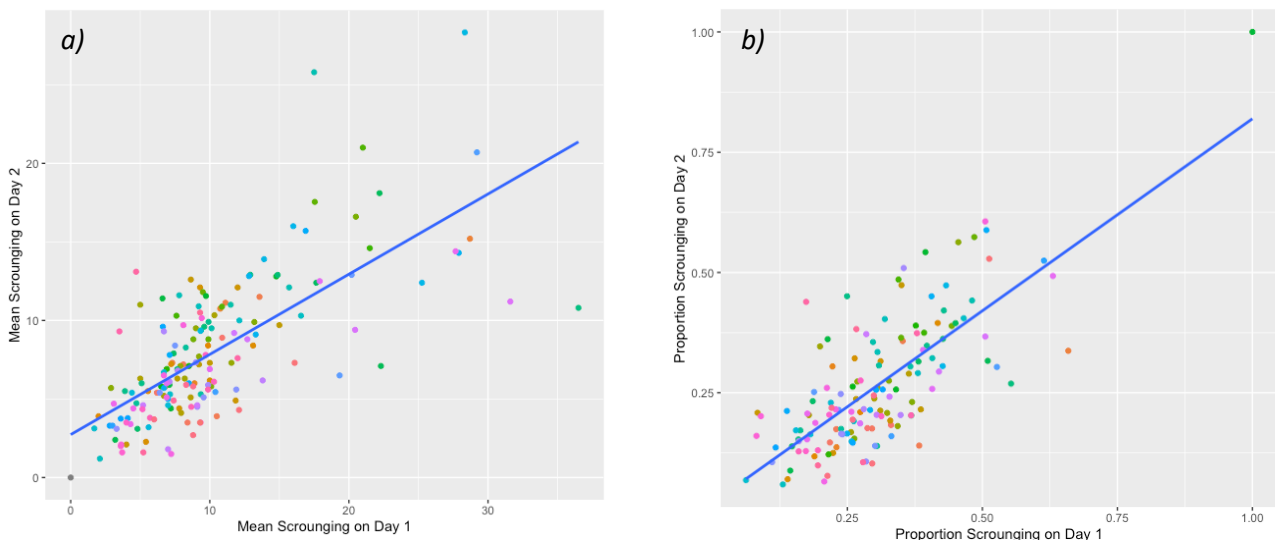 a)
Mean Scrounging on Day 2
20
10
0
0
10
20
30
Mean Scrounging on Day 1
b)
Proportion Scrounging on Day 2
1.00
0.75
0.50
0.25
0.25
0.50
0.75
1.00
Proportion Scrounging on Day 1